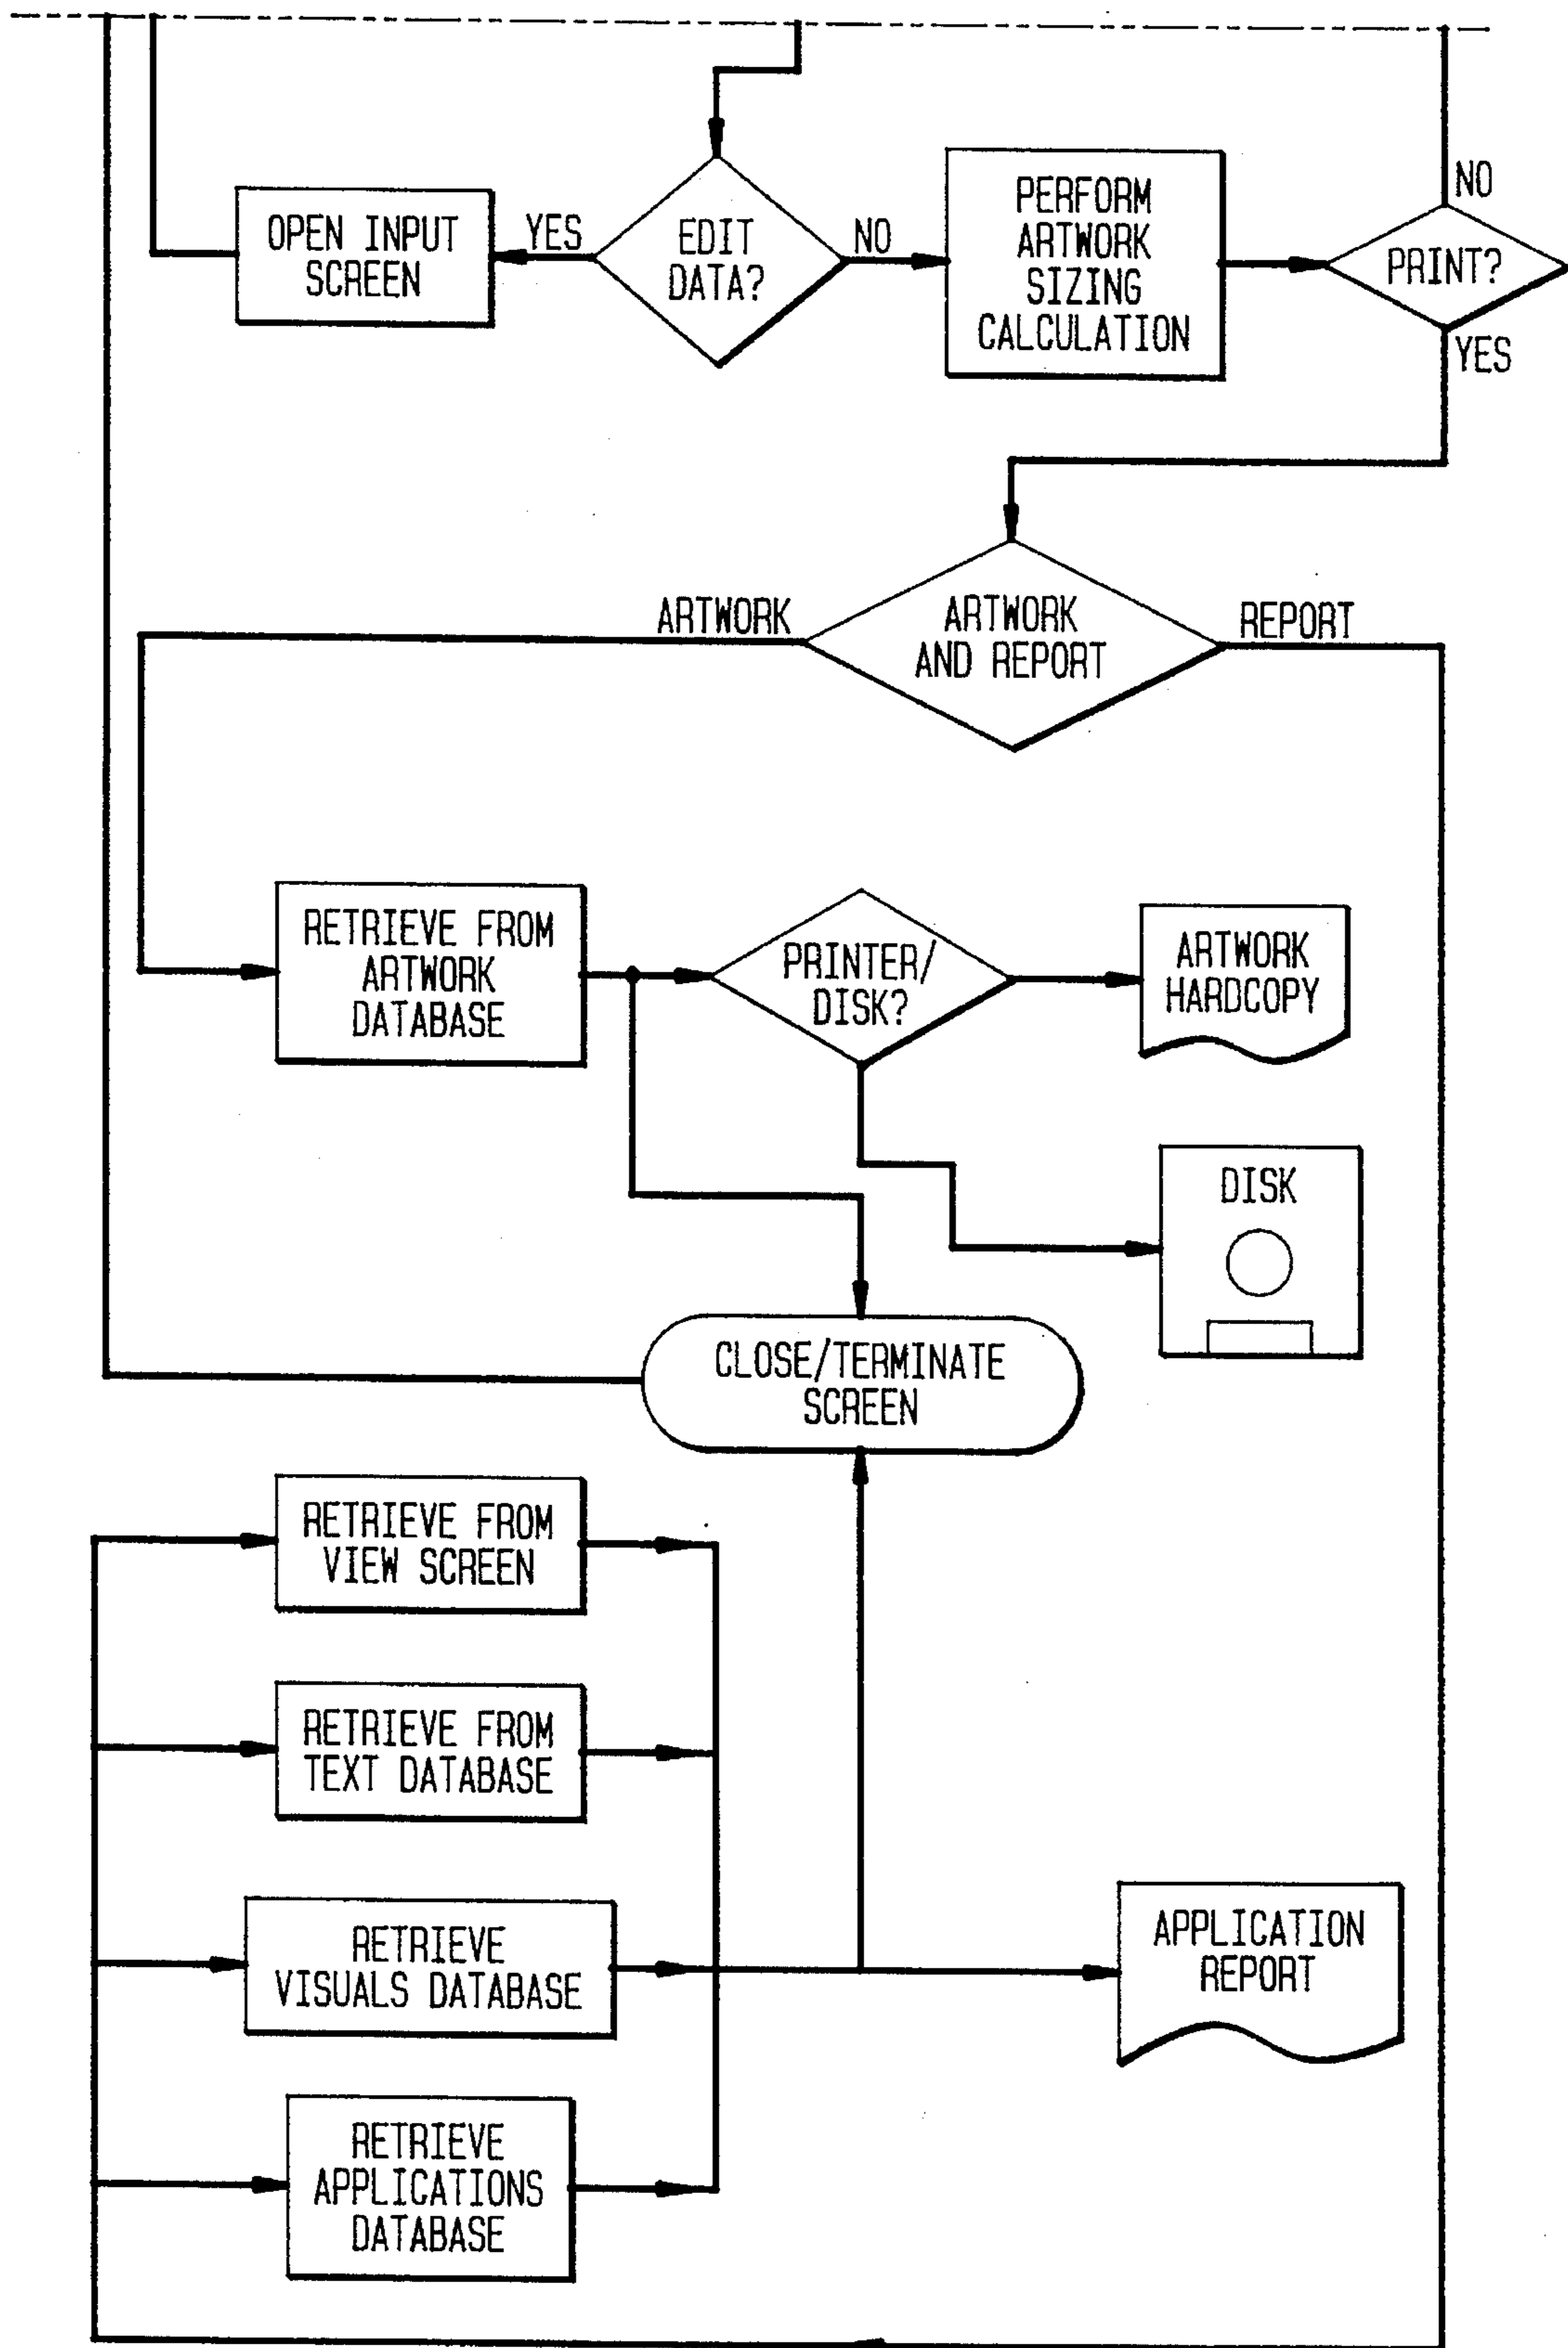 OPEN INPUT
SCREEN
YES
EDIT
DATA?
NO
PERFORM
ARTWORK
SIZING
CALCULATION
NO
PRINT?
YES
ARTWORK
ARTWORK
AND REPORT
REPORT
RETRIEVE FROM
ARTWORK
DATABASE
PRINTER/
DISK?
ARTWORK
HARDCOPY
DISK
CLOSE/TERMINATE
SCREEN
RETRIEVE FROM
VIEW SCREEN
RETRIEVE FROM
TEXT DATABASE
RETRIEVE
VISUALS DATABASE
APPLICATION
REPORT
RETRIEVE
APPLICATIONS
DATABASE